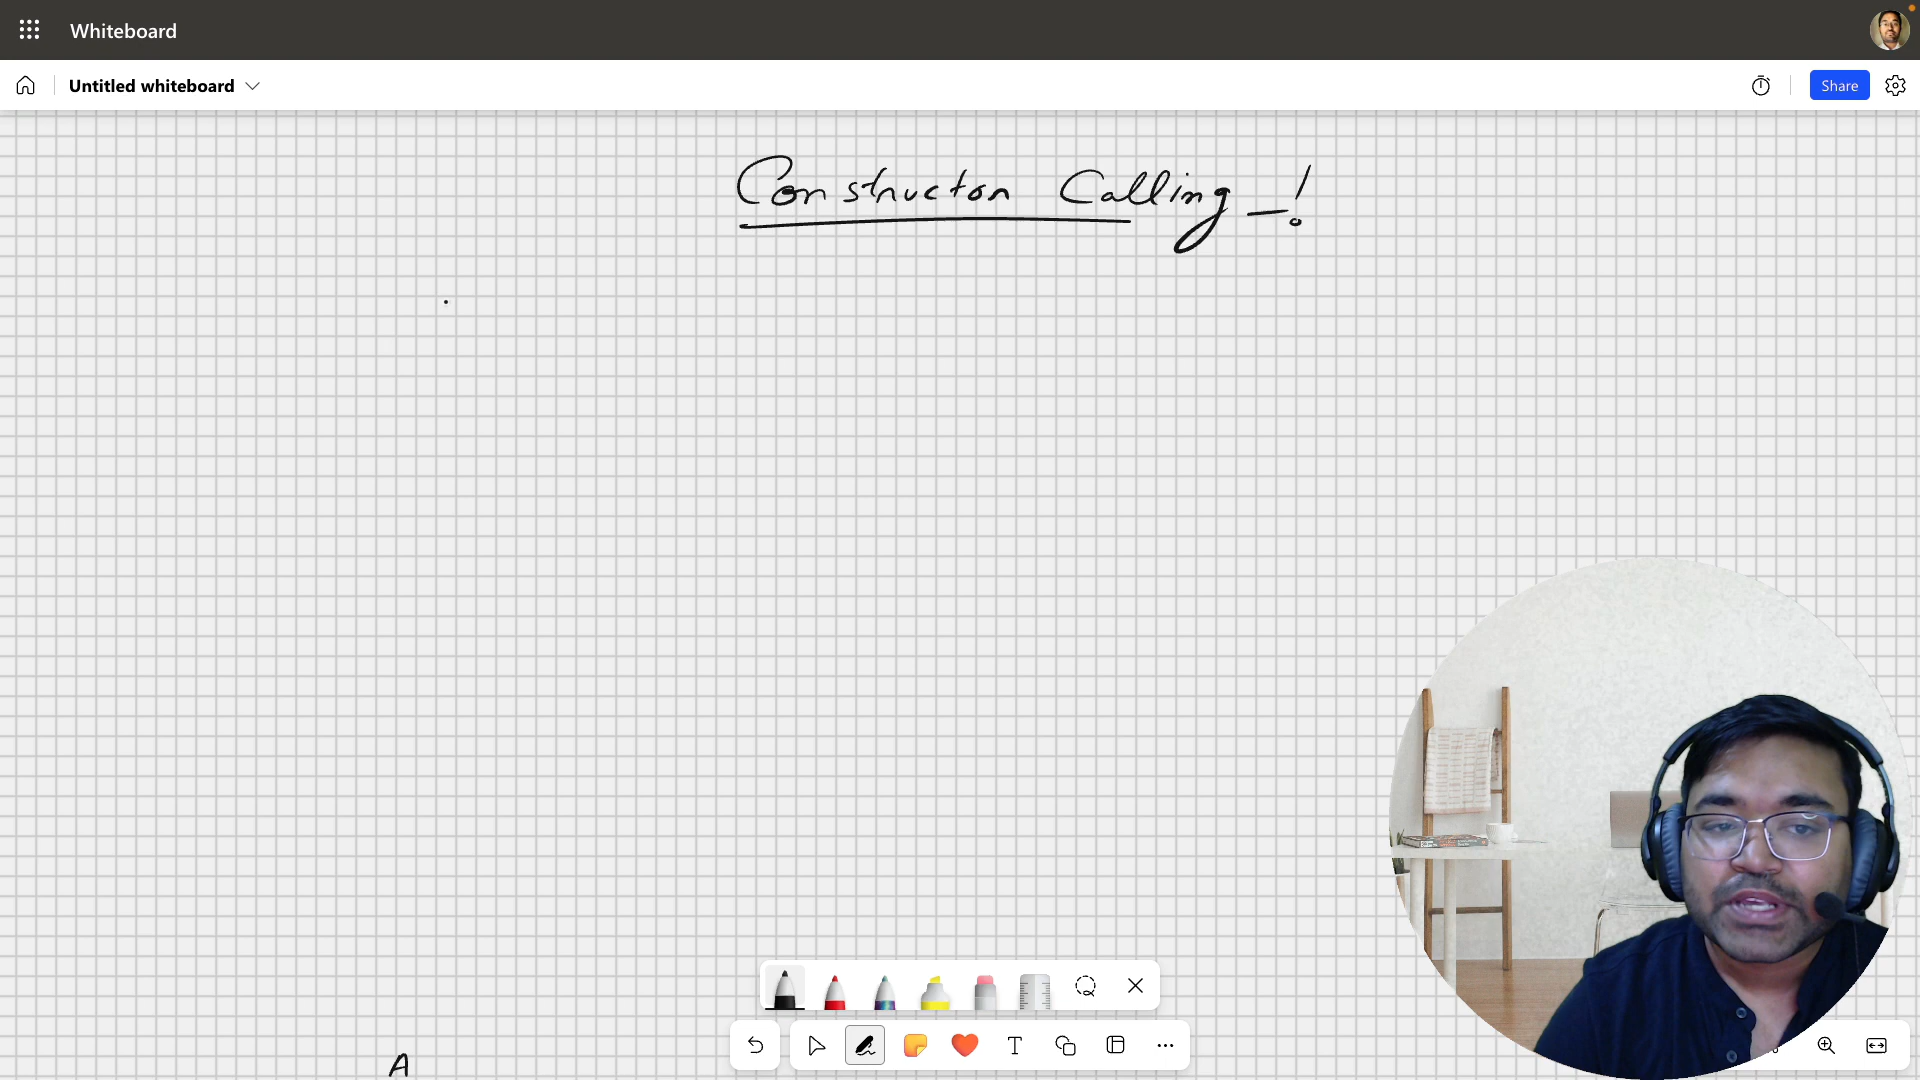 Whiteboard
Untitled whiteboard
Share
Constructor Calling _!
A